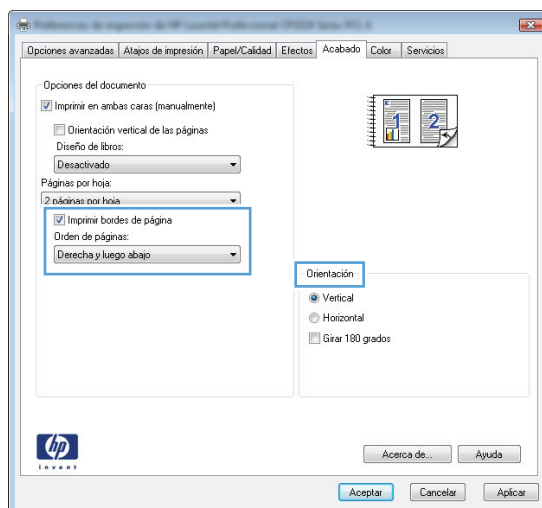 Opciones avanzadas Atajos de impresión Papel/Calidad Efectos Acabado Color Servicios
Opciones del documento
Imprimir en ambas caras (manualmente)
Orientación vertical de las páginas
Diseño de libros:
Desactivado
Páginas por hoja:
2 páginas por hoja
Imprimir bordes de página
Orden de páginas:
Derecha y luego abajo
1 2
Orientación
Vertical
Horizontal
Girar 180 grados
hp
invent
Acerca de... Ayuda
Aceptar Cancelar Aplicar